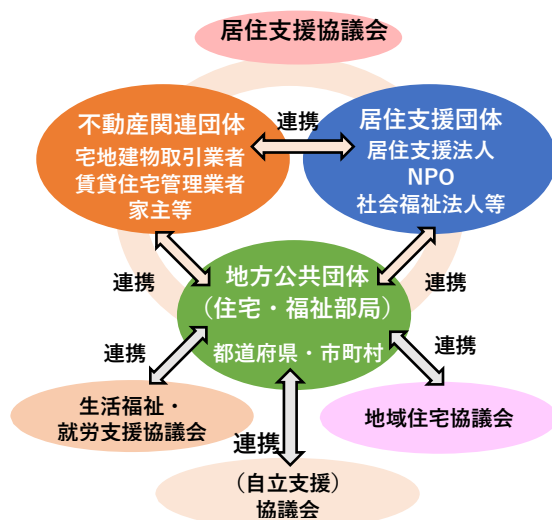 居住支援協議会
不動産関連団体
宅地建物取引業者
賃貸住宅管理業者
家主等
連携
居住支援団体
居住支援法人
NPO
社会福祉法人等
連携
地方公共団体
（住宅・福祉部局）
都道府県・市町村
連携
連携
連携
生活福祉・
就労支援協議会
連携
地域住宅協議会
（自立支援）
協議会